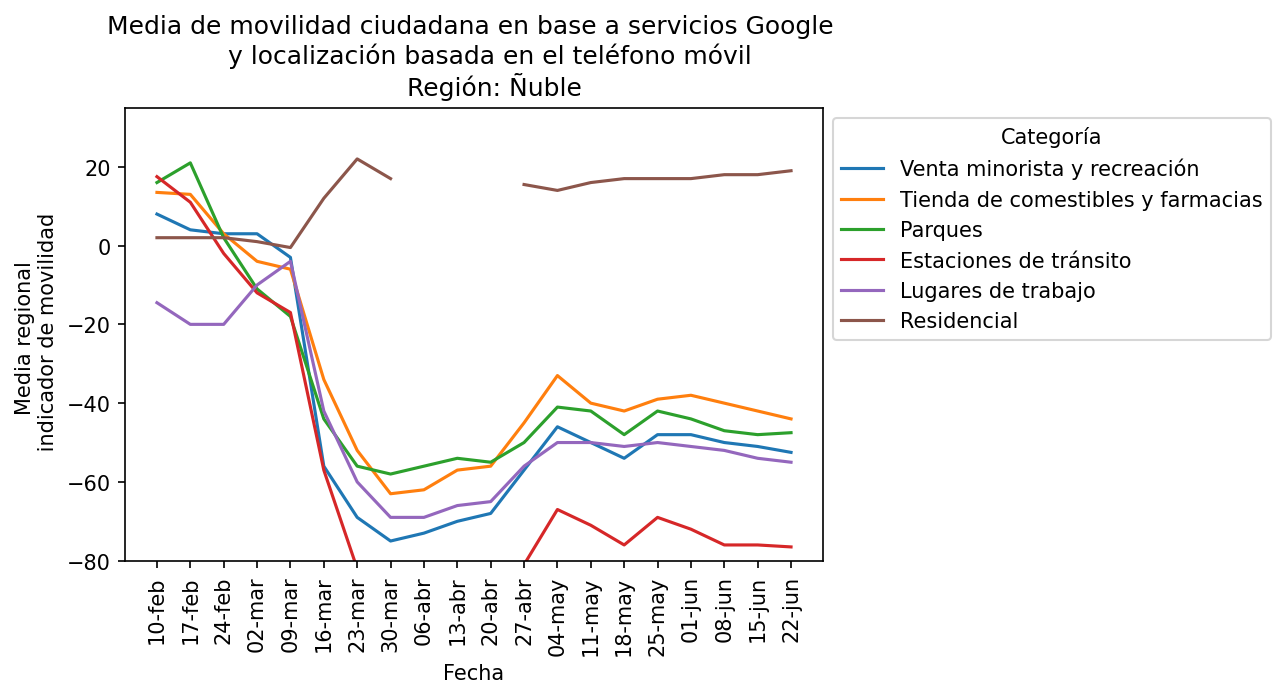 Media de movilidad ciudadana en base a servicios Google
y localización basada en el teléfono móvil
Región: Ñuble
Media regional
indicador de movilidad
20
0
−20
−40
−60
−80
10-feb
17-feb
24-feb
02-mar
09-mar
16-mar
23-mar
30-mar
06-abr
13-abr
20-abr
27-abr
04-may
11-may
18-may
25-may
01-jun
08-jun
15-jun
22-jun
Fecha
Categoría
Venta minorista y recreación
Tienda de comestibles y farmacias
Parques
Estaciones de tránsito
Lugares de trabajo
Residencial